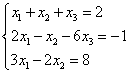 x₁ + x₂ + x₃ = 2
2x₁ − x₂ − 6x₃ = −1
3x₁ − 2x₂ = 8